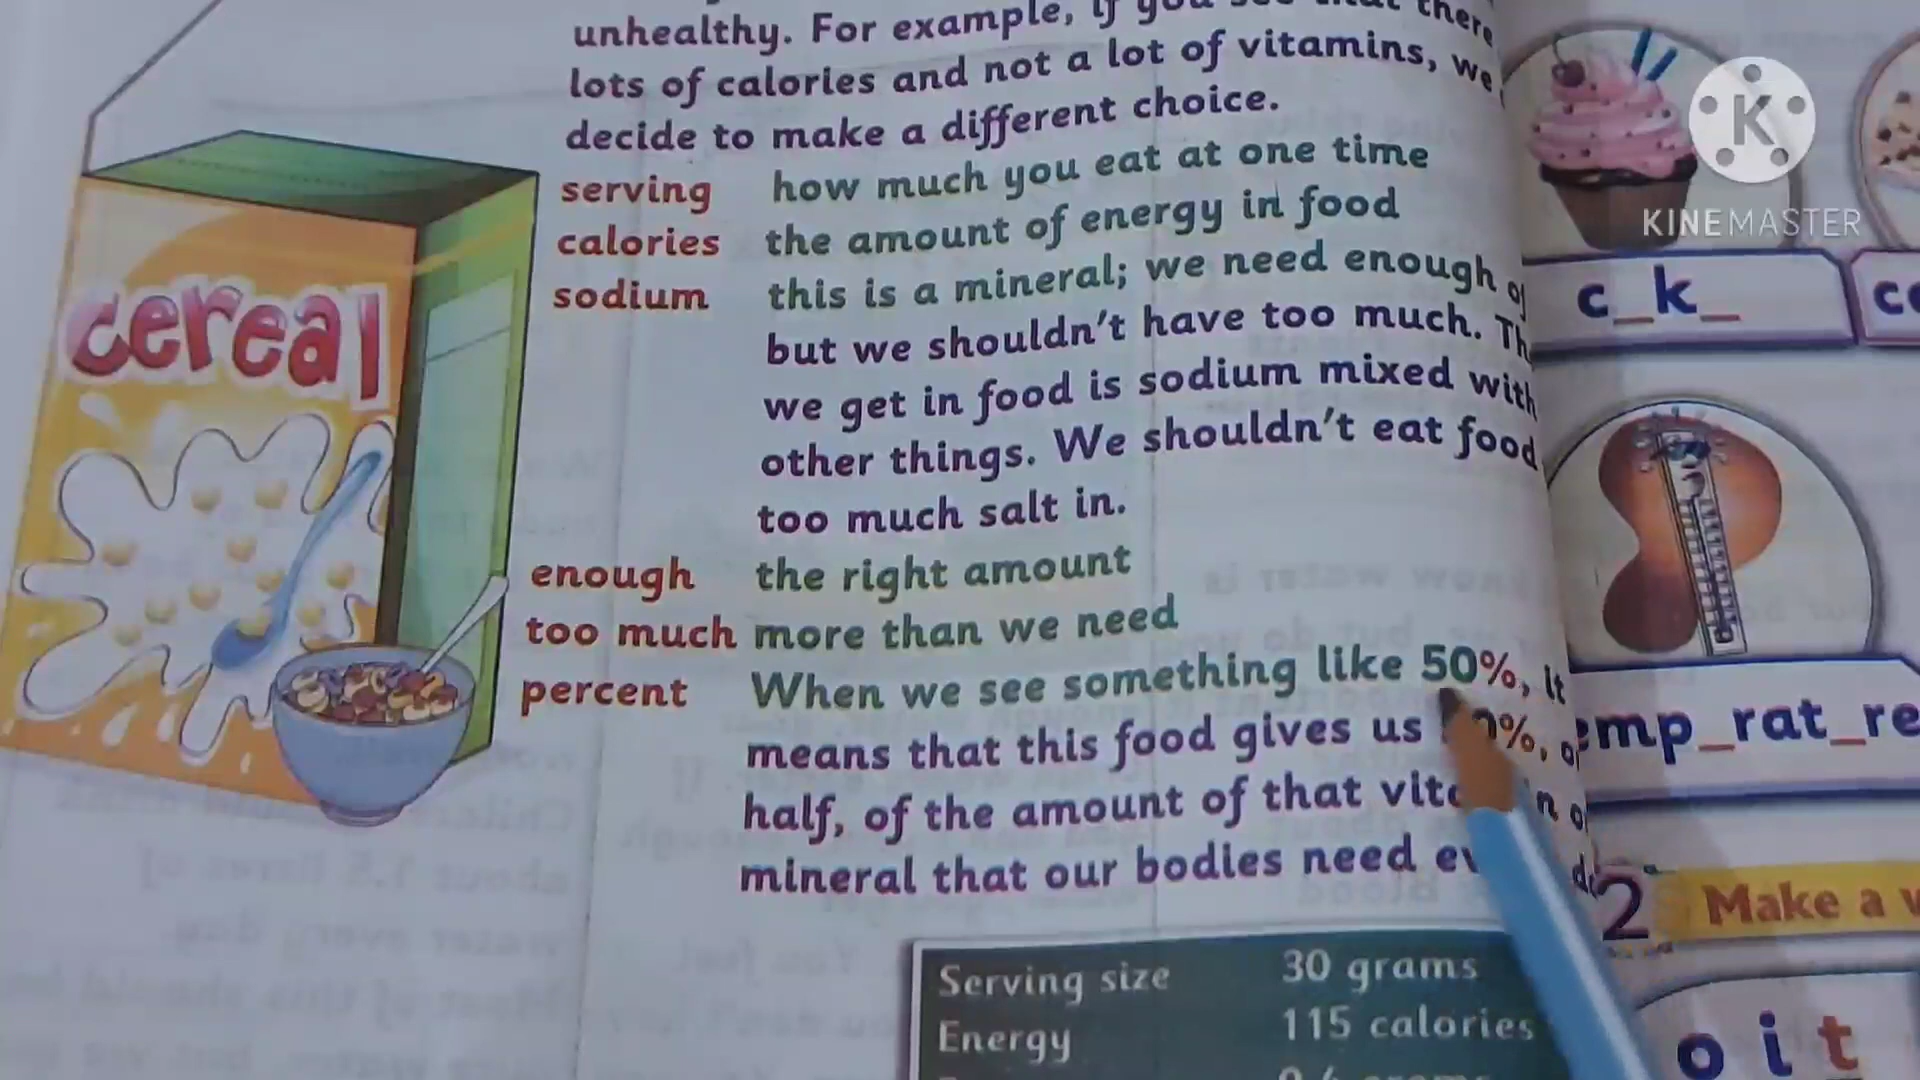 unhealthy. For example, if you see that there
lots of calories and not a lot of vitamins, we
decide to make a different choice.
serving how much you eat at one time
calories the amount of energy in food
sodium this is a mineral; we need enough of
but we shouldn't have too much. Th
we get in food is sodium mixed with
other things. We shouldn't eat food
too much salt in.
enough the right amount
too much more than we need
percent When we see something like 50%, it
means that this food gives us 0%, o
half, of the amount of that vit n o
mineral that our bodies need ev d
Serving size 30 grams
Energy 115 calories
cereal
KINEMASTER
c_k_
ce
emp_rat_re
2 Make a w
o i t